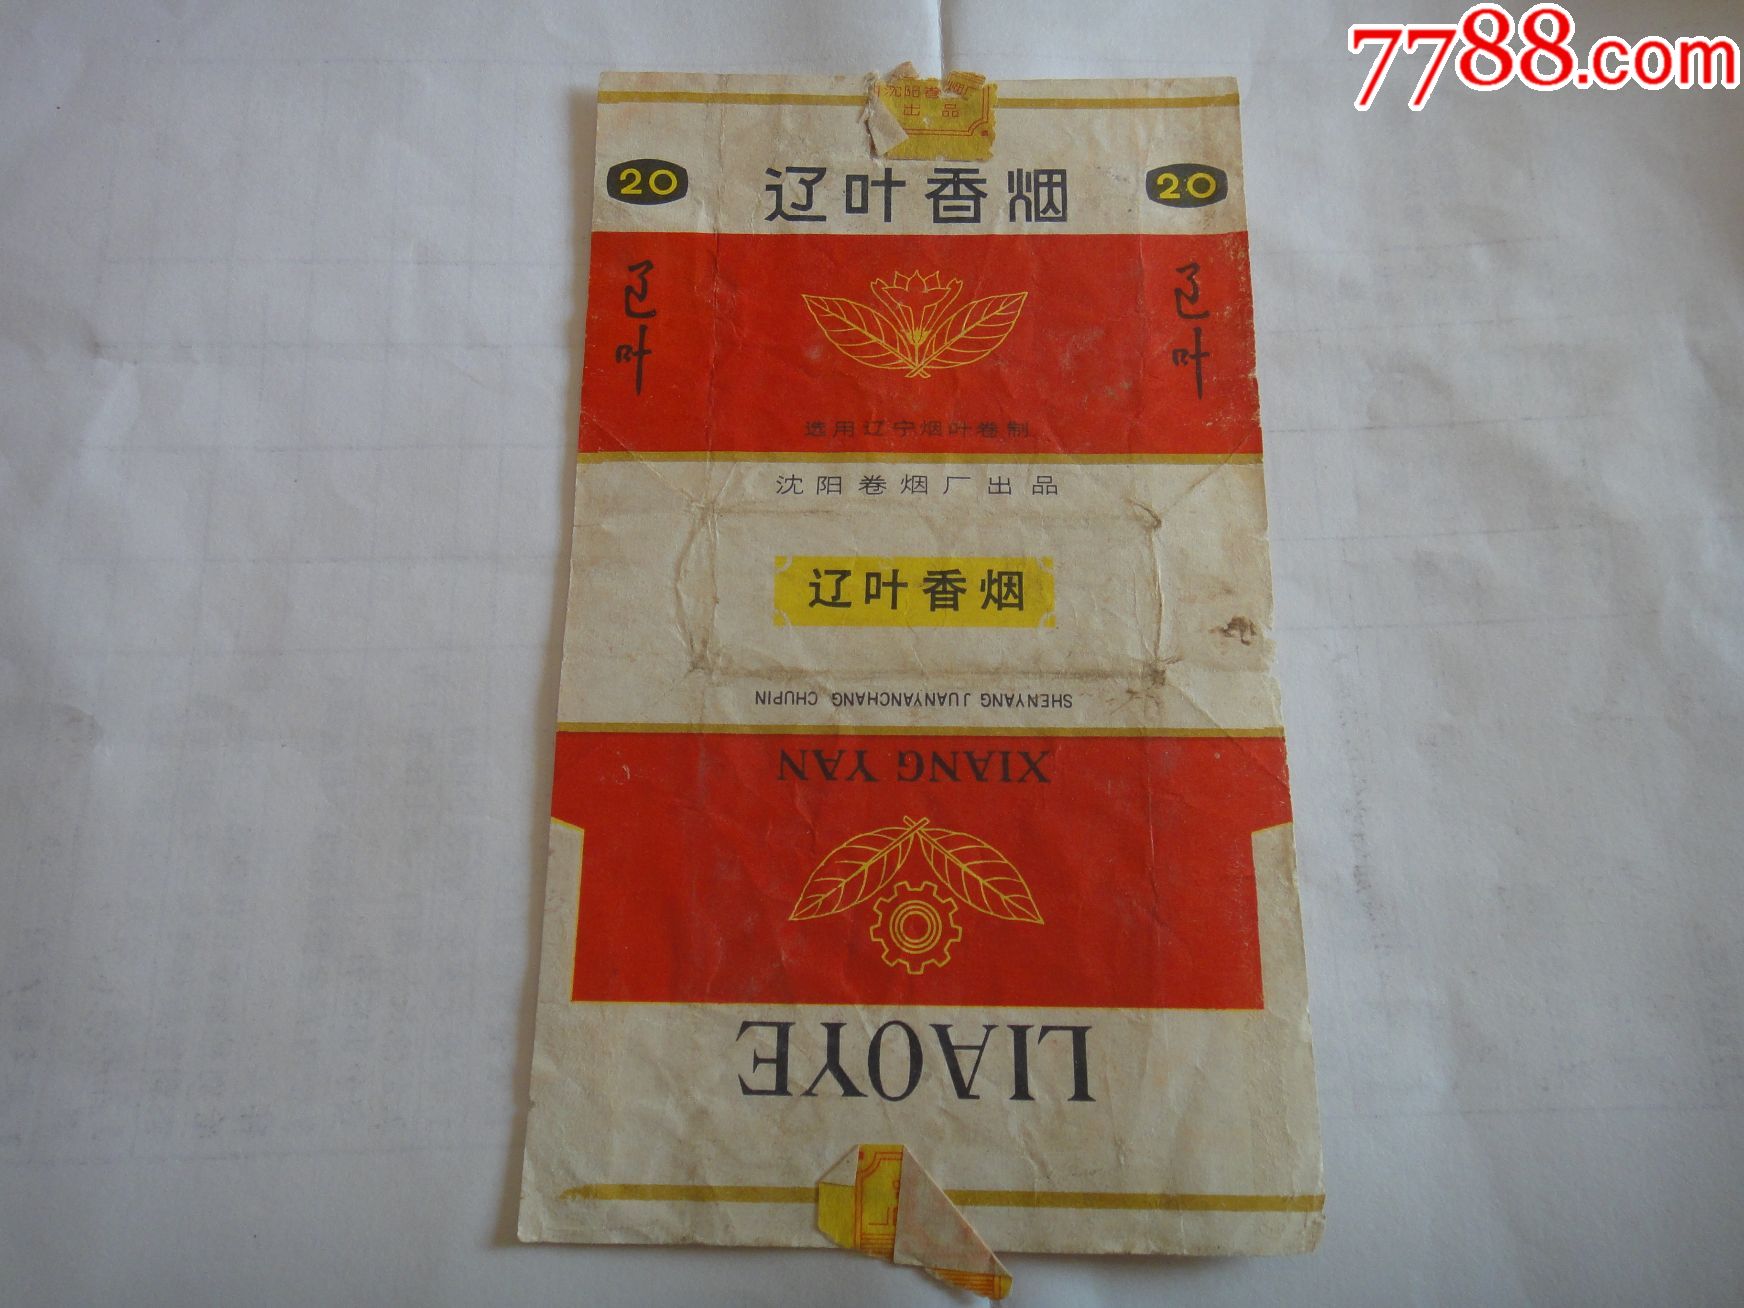 7788.com
沈阳卷烟厂
出品
20 辽叶香烟 20
辽叶
辽叶
选用辽宁烟叶卷制
沈阳卷烟厂出品
辽叶香烟
SHENYANG JUANYANCHANG CHUPIN
XIANG YAN
LIAOYE